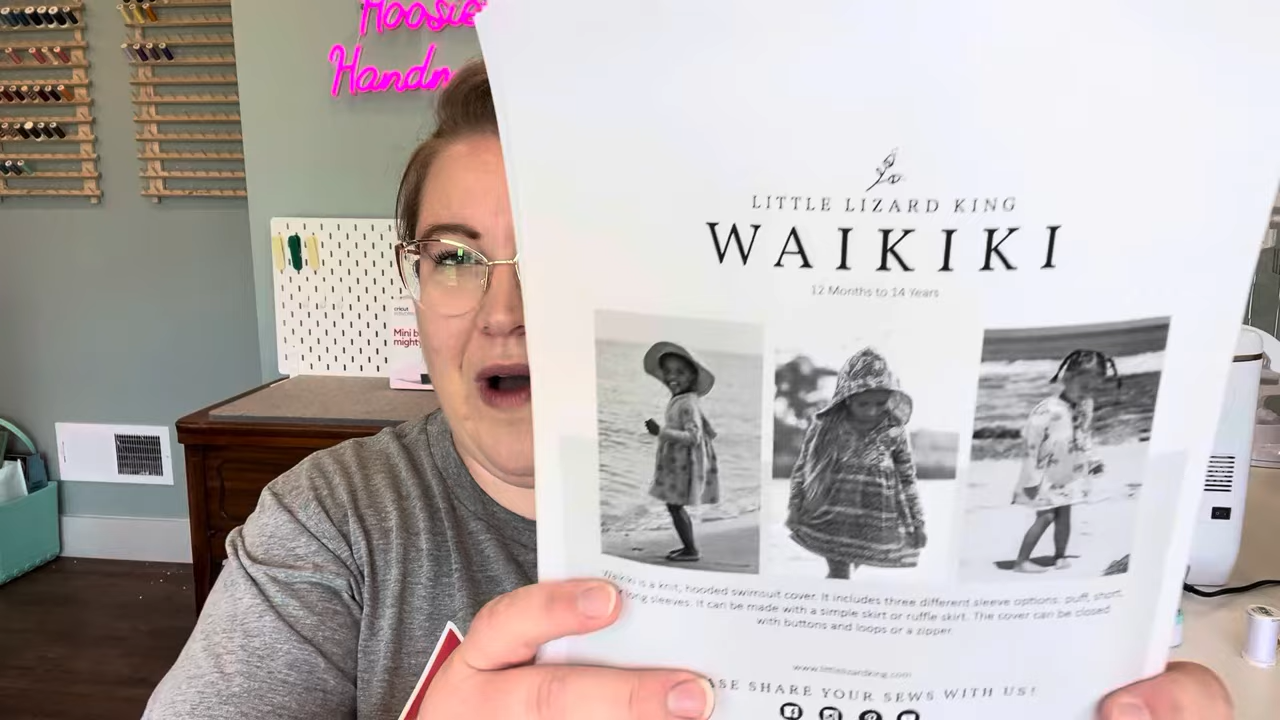 Hoosie
Handm
cricut
Mini b
might
LITTLE LIZARD KING
WAIKIKI
12 Months to 14 Years
Waikiki is a knit, hooded swimsuit cover. It includes three different sleeve options: puff, short,
long sleeves. It can be made with a simple skirt or ruffle skirt. The cover can be closed
with buttons and loops or a zipper.
www.littlelizardking.com
ASE SHARE YOUR SEWS WITH US!